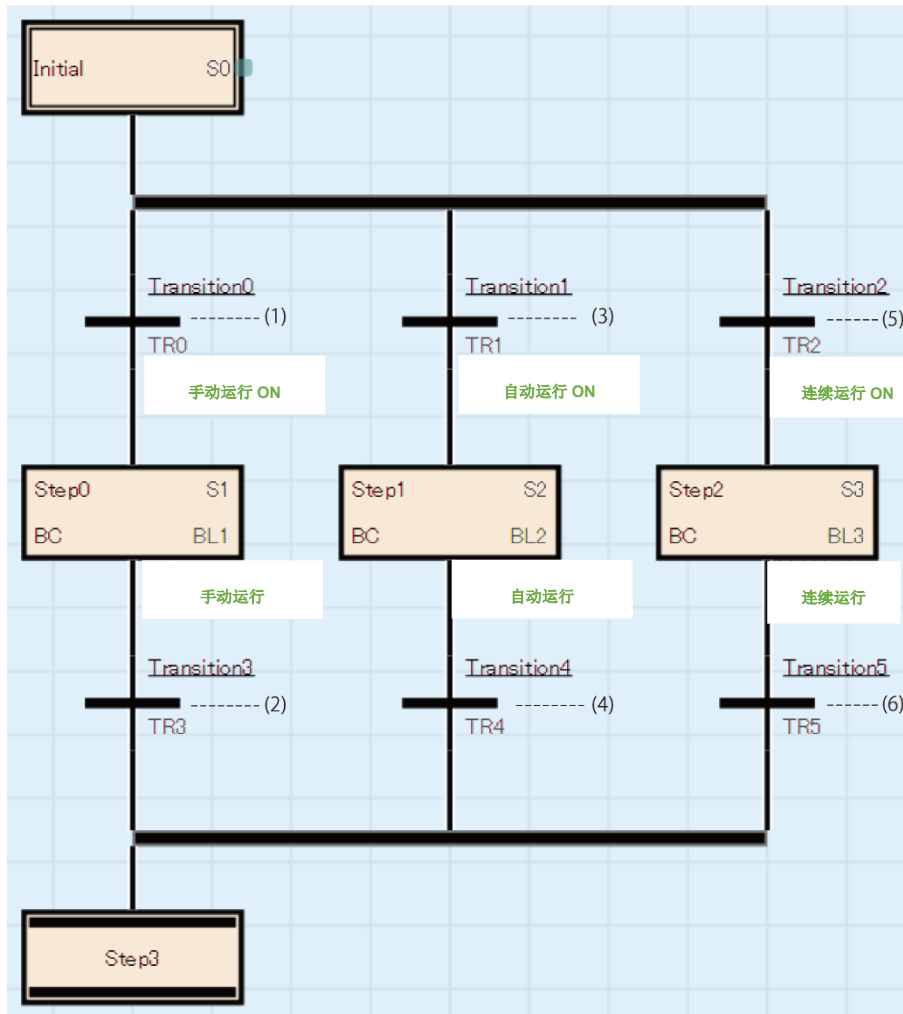 Initial S0
Transition0 Transition1 Transition2
(1) (3) (5)
TR0 TR1 TR2
手动运行 ON 自动运行 ON 连续运行 ON
Step0 S1 Step1 S2 Step2 S3
BC BL1 BC BL2 BC BL3
手动运行 自动运行 连续运行
Transition3 Transition4 Transition5
(2) (4) (6)
TR3 TR4 TR5
Step3